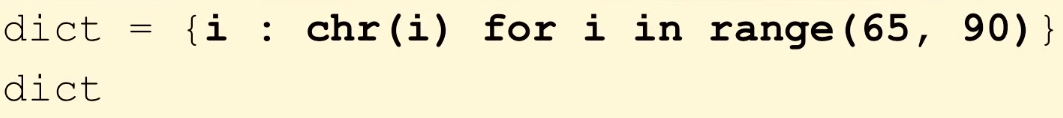 dict = {i : chr(i) for i in range(65, 90)}
dict